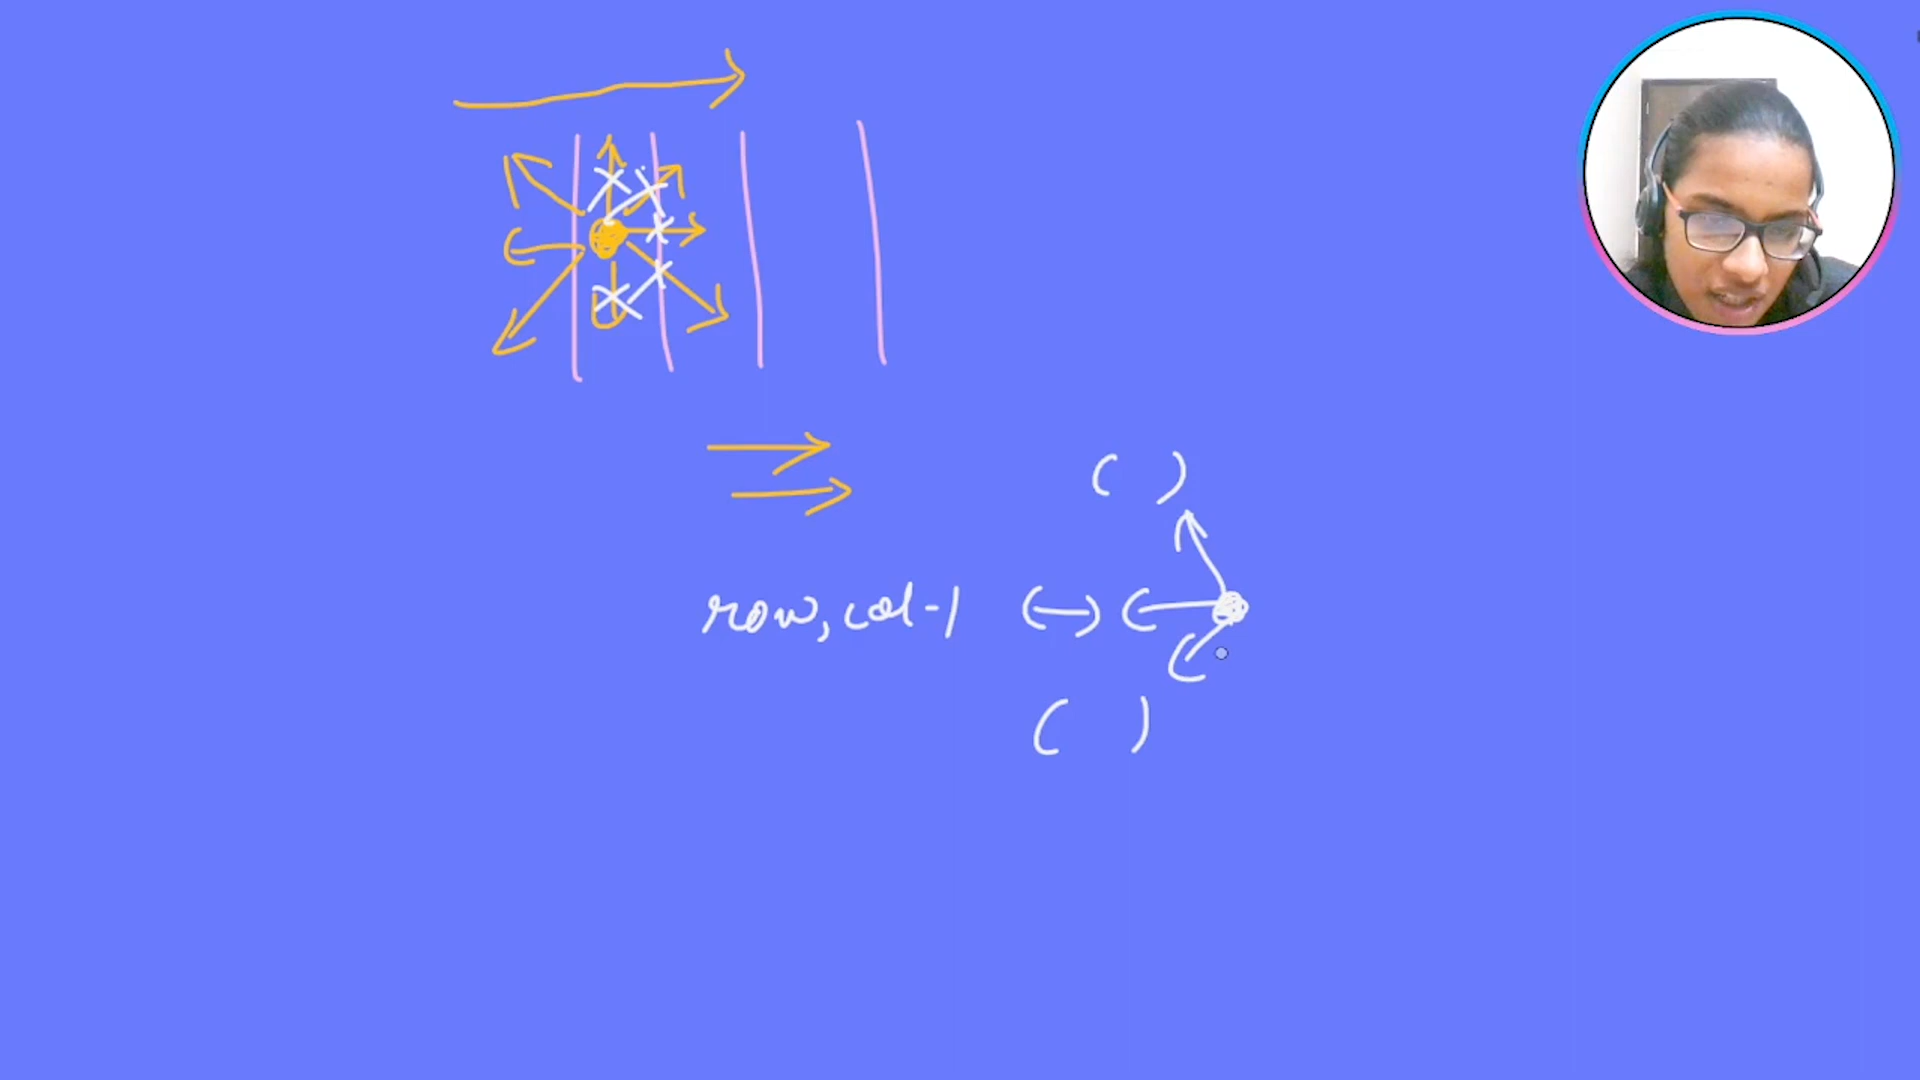 ( )
row, col-1 ( )
( )